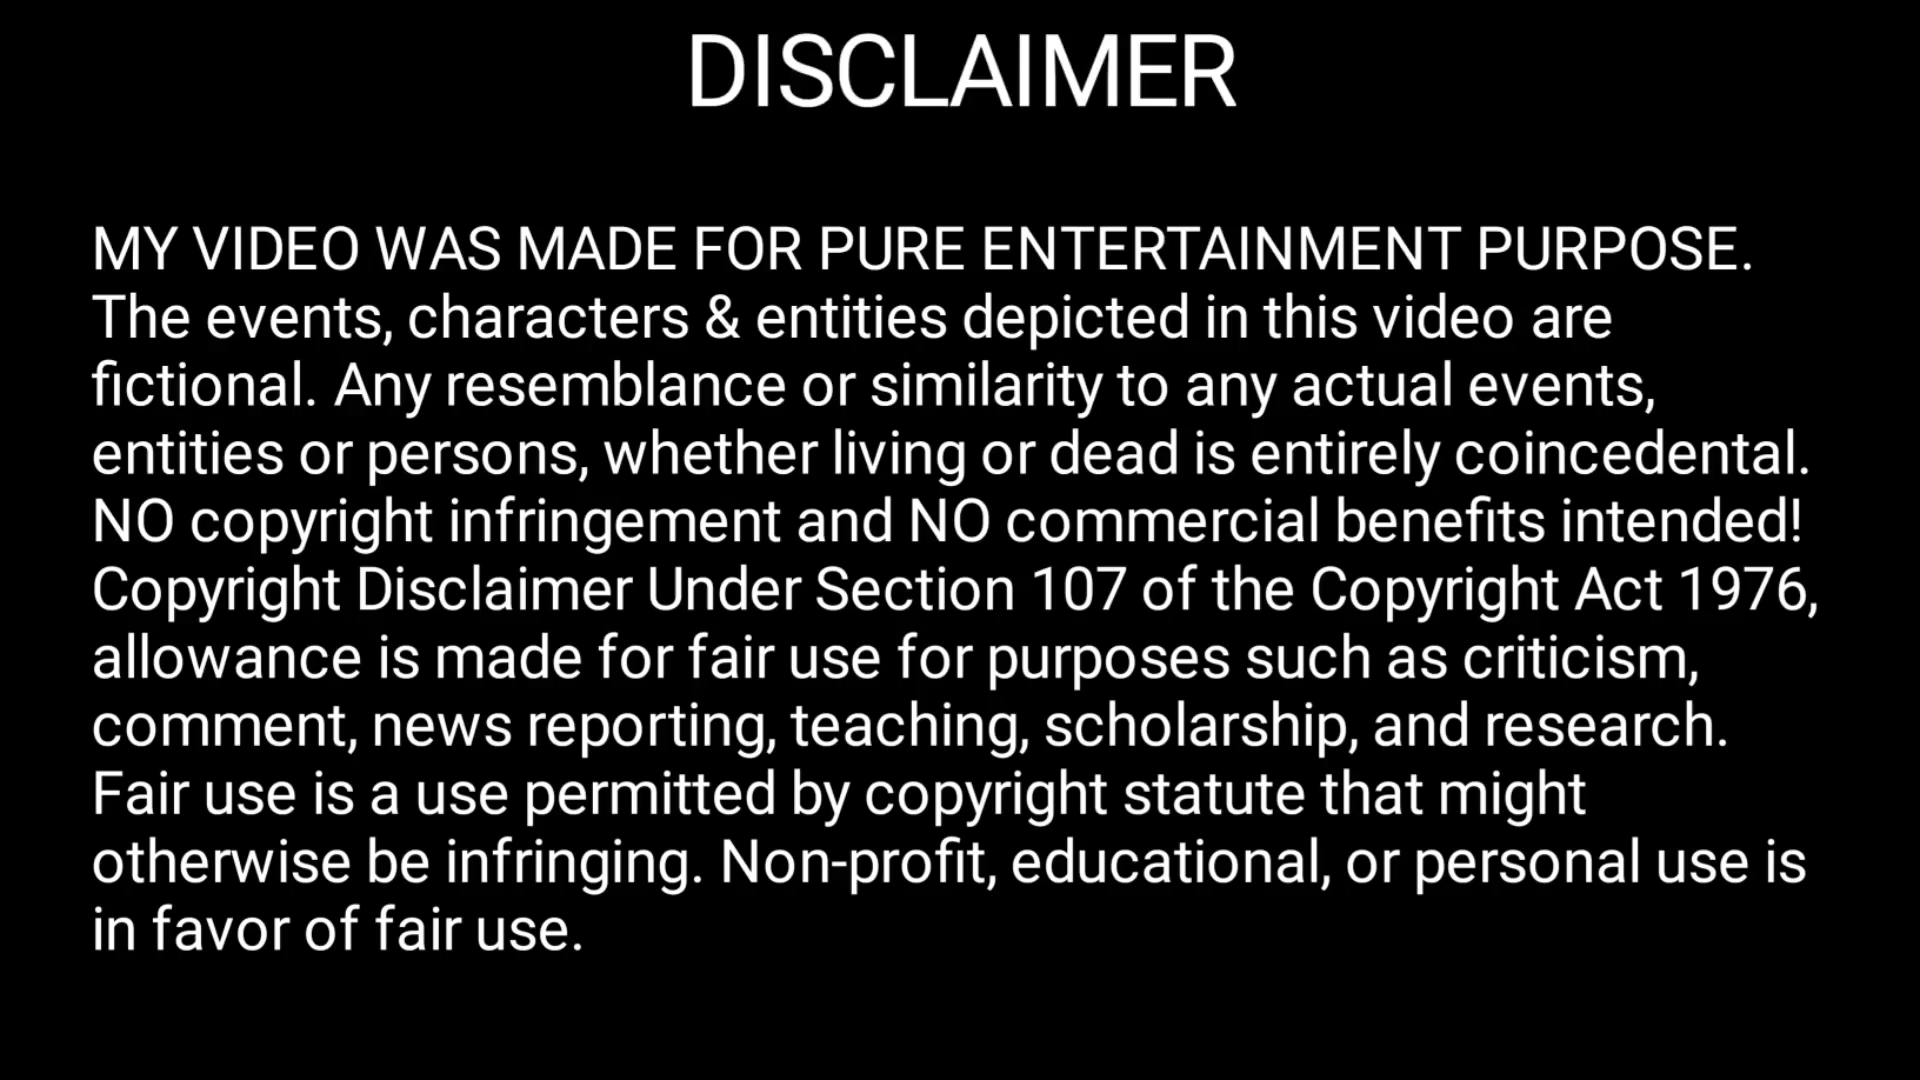 DISCLAIMER
MY VIDEO WAS MADE FOR PURE ENTERTAINMENT PURPOSE.
The events, characters & entities depicted in this video are
fictional. Any resemblance or similarity to any actual events,
entities or persons, whether living or dead is entirely coincedental.
NO copyright infringement and NO commercial benefits intended!
Copyright Disclaimer Under Section 107 of the Copyright Act 1976,
allowance is made for fair use for purposes such as criticism,
comment, news reporting, teaching, scholarship, and research.
Fair use is a use permitted by copyright statute that might
otherwise be infringing. Non-profit, educational, or personal use is
in favor of fair use.